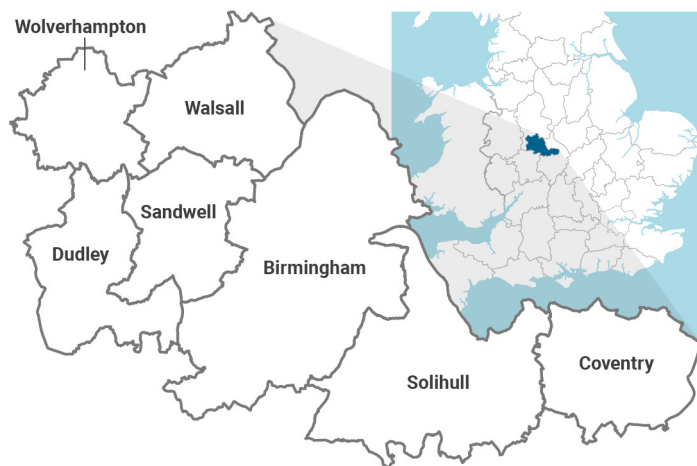 Wolverhampton
Walsall
Sandwell
Dudley
Birmingham
Coventry
Solihull